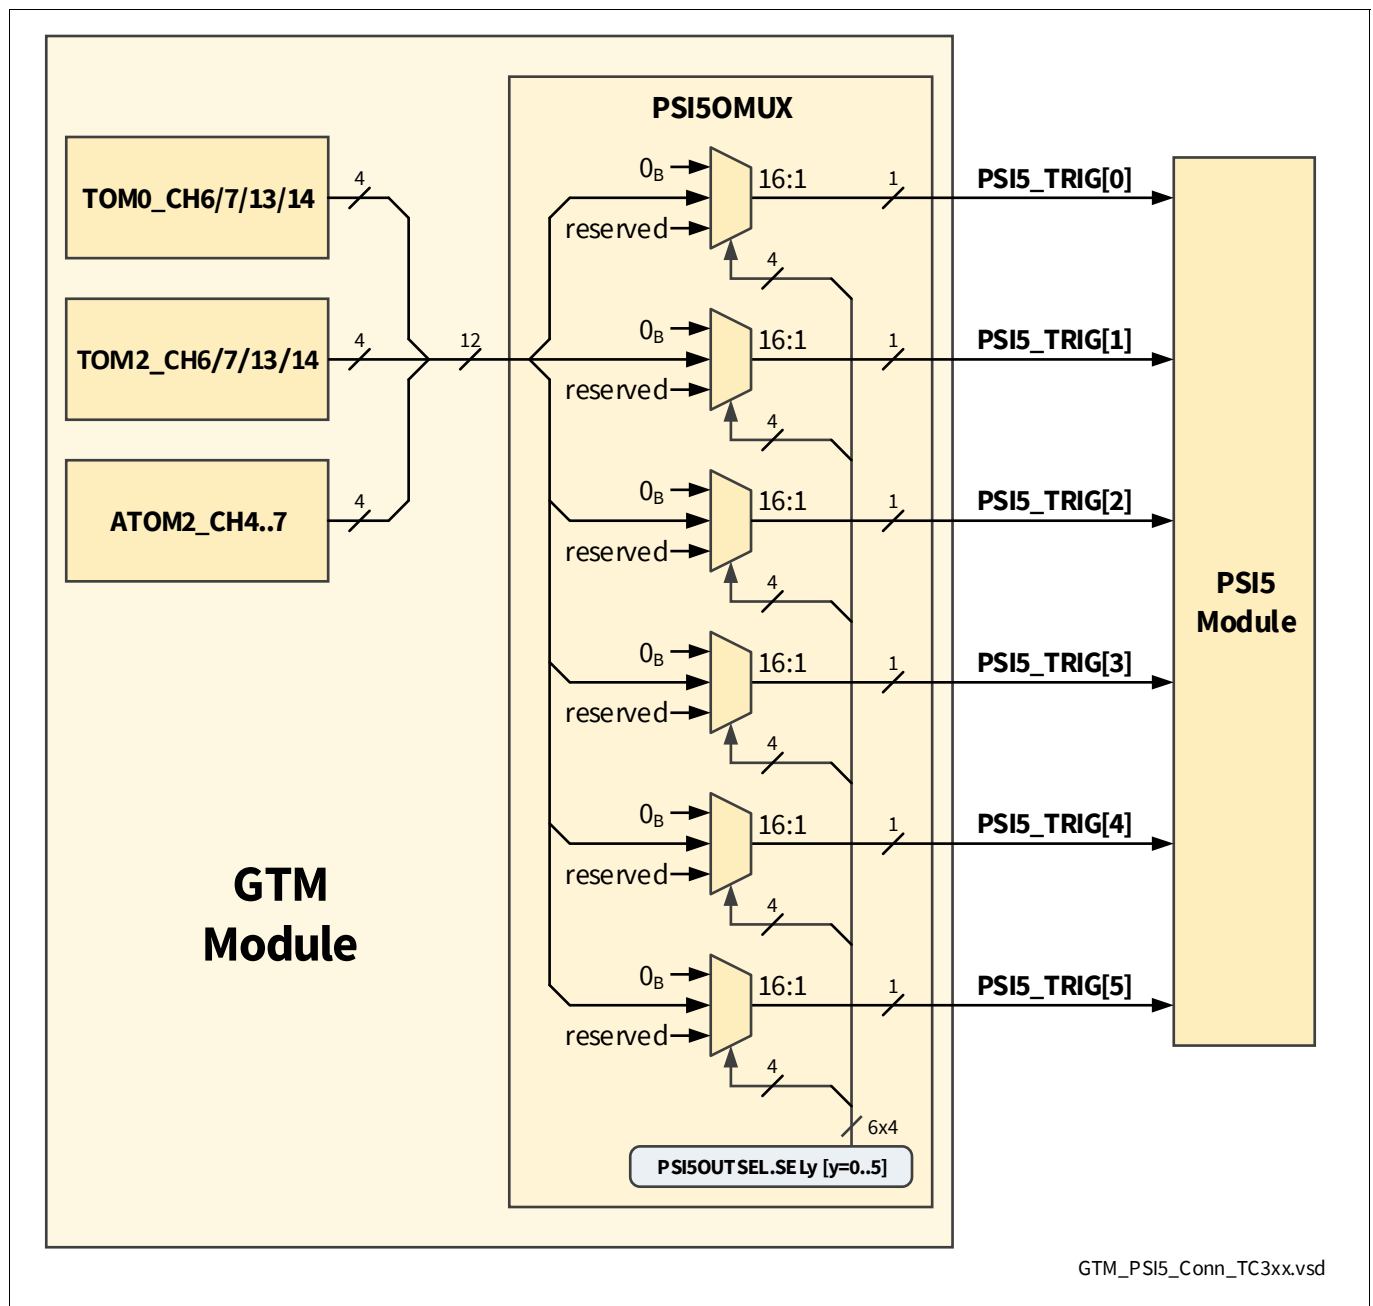 PSI5OMUX
TOM0_CH6/7/13/14
4
TOM2_CH6/7/13/14
4
12
ATOM2_CH4..7
4
GTM
Module
0B
reserved
16:1
4
1
PSI5_TRIG[0]
0B
reserved
16:1
4
1
PSI5_TRIG[1]
0B
reserved
16:1
4
1
PSI5_TRIG[2]
0B
reserved
16:1
4
1
PSI5_TRIG[3]
0B
reserved
16:1
4
1
PSI5_TRIG[4]
0B
reserved
16:1
4
1
PSI5_TRIG[5]
6x4
PSI5OUTSEL.SELy [y=0..5]
PSI5
Module
GTM_PSI5_Conn_TC3xx.vsd